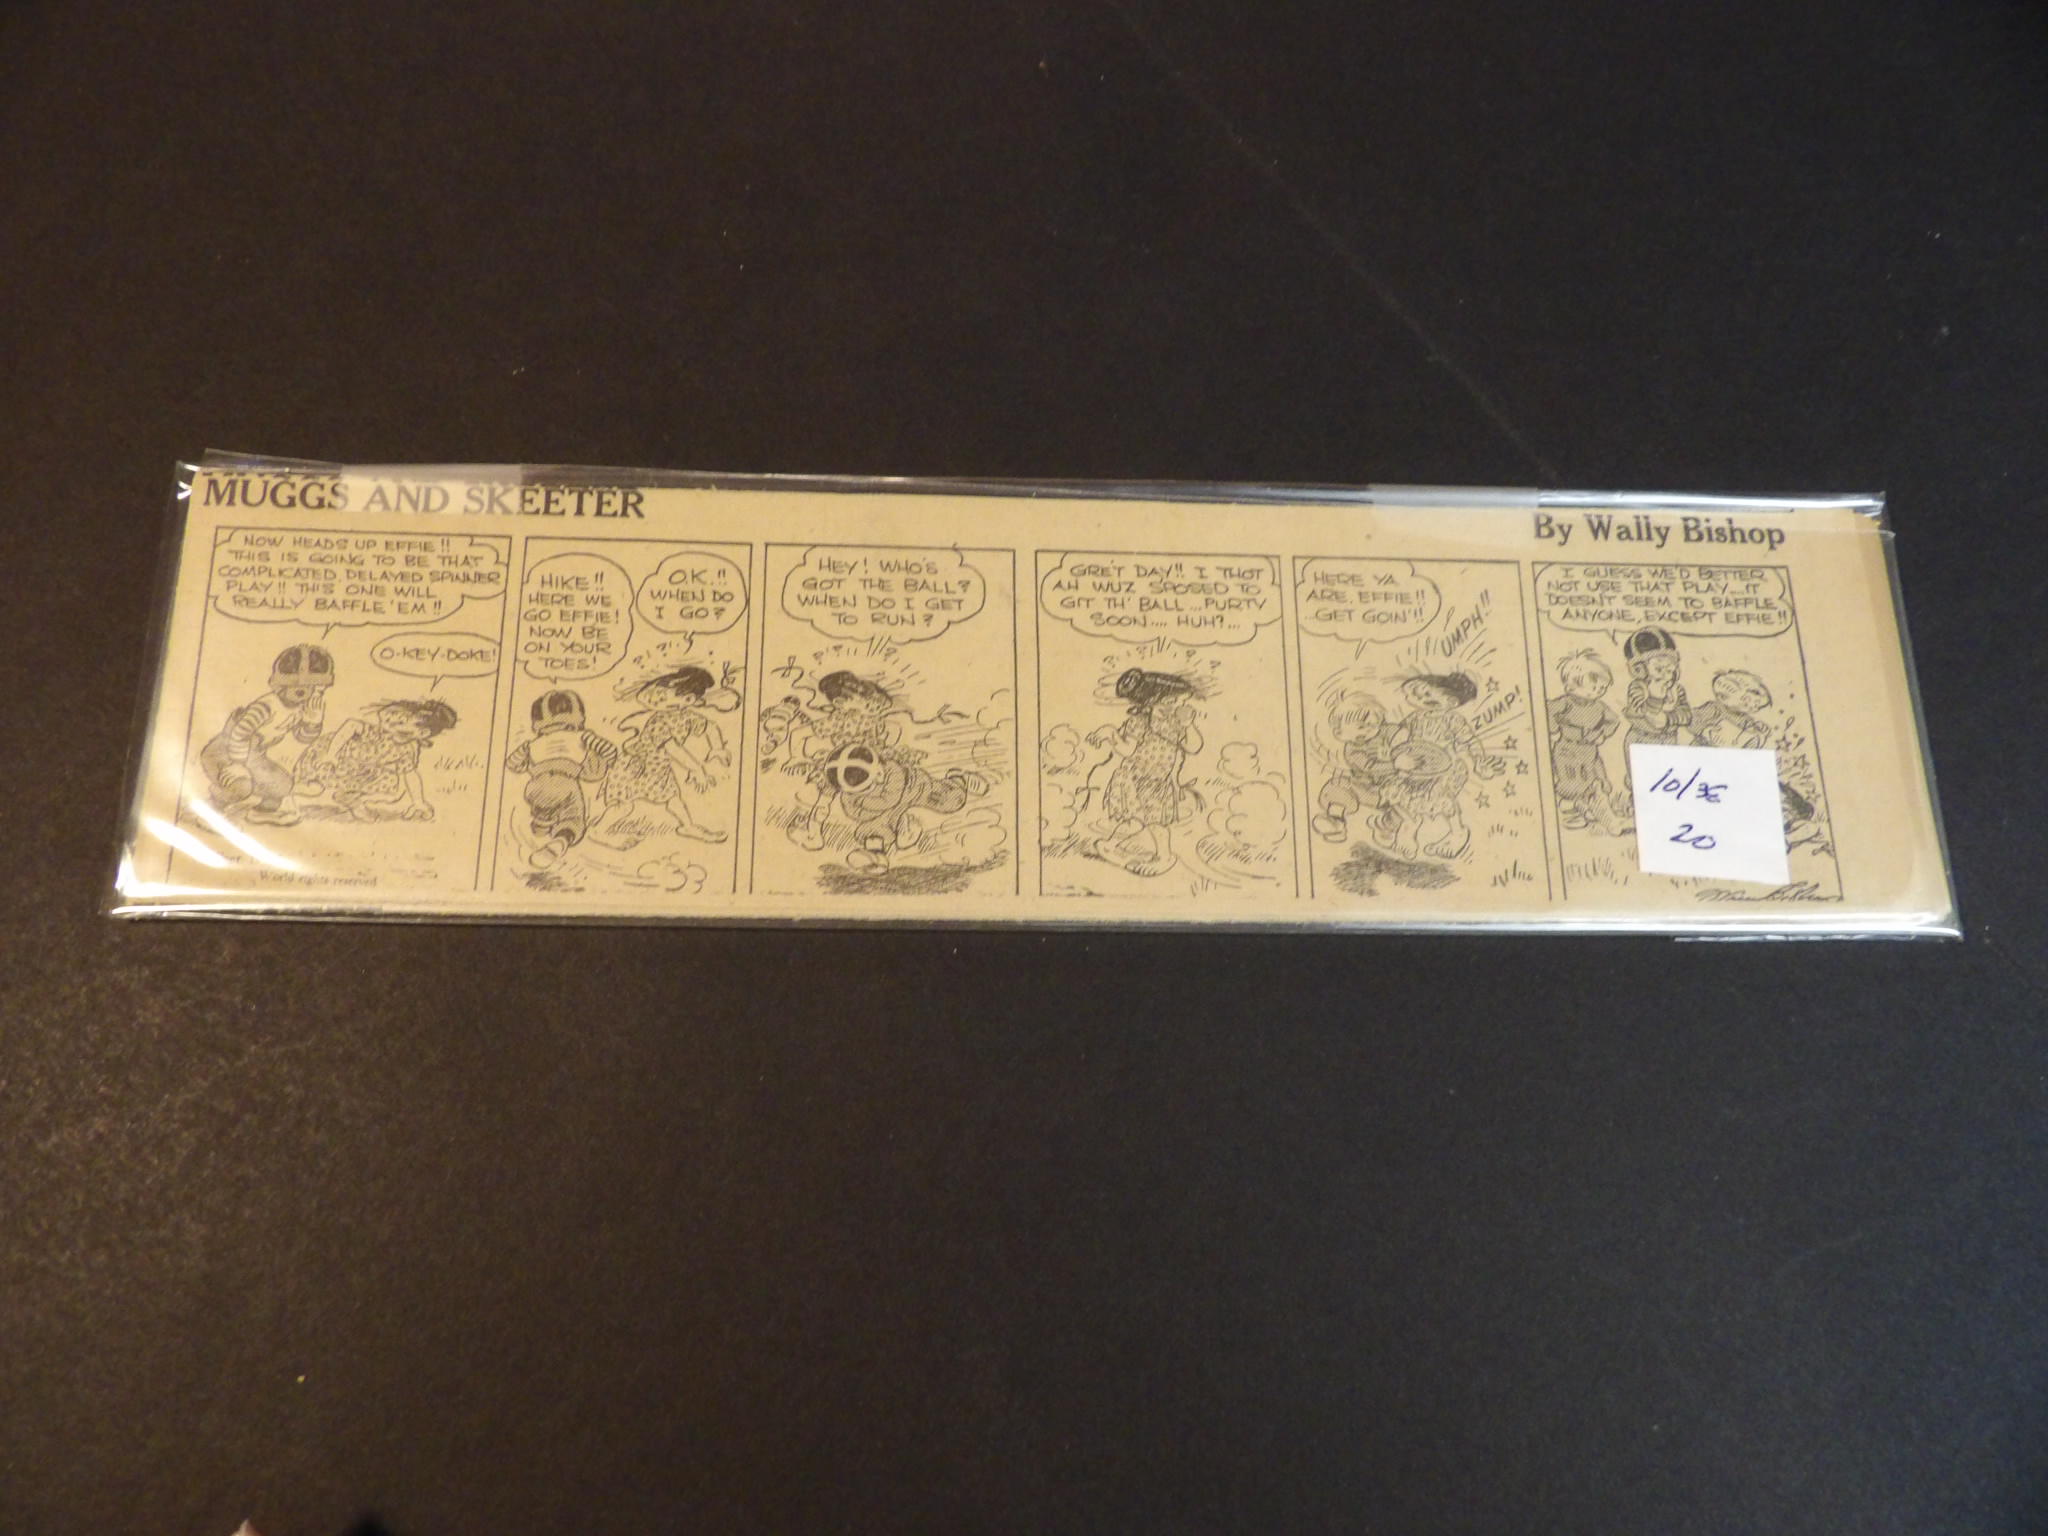 MUGGS AND SKEETER
By Wally Bishop
NOW HEADS UP EFFIE!!
THIS IS GOING TO BE THAT
COMPLICATED, DELAYED SPINNER
PLAY!! THIS ONE WILL
REALLY BAFFLE 'EM!!
O-KEY-DOKE!
World rights reserved
HIKE!!
HERE WE
GO EFFIE!
NOW BE
ON YOUR
TOES!
O.K.!!
WHEN DO
I GO?
HEY! WHO'S
GOT THE BALL?
WHEN DO I GET
TO RUN?
GRE'T DAY!! I THOT
AH WUZ S'POSED TO
GIT TH' BALL...PURTY
SOON.... HUH?...
HERE YA
ARE, EFFIE!!
...GET GOIN'!!
UMPH!!
ZUMP!
I GUESS WE'D BETTER
NOT USE THAT PLAY....IT
DOESN'T SEEM TO BAFFLE
ANYONE, EXCEPT EFFIE!!
10/36
20